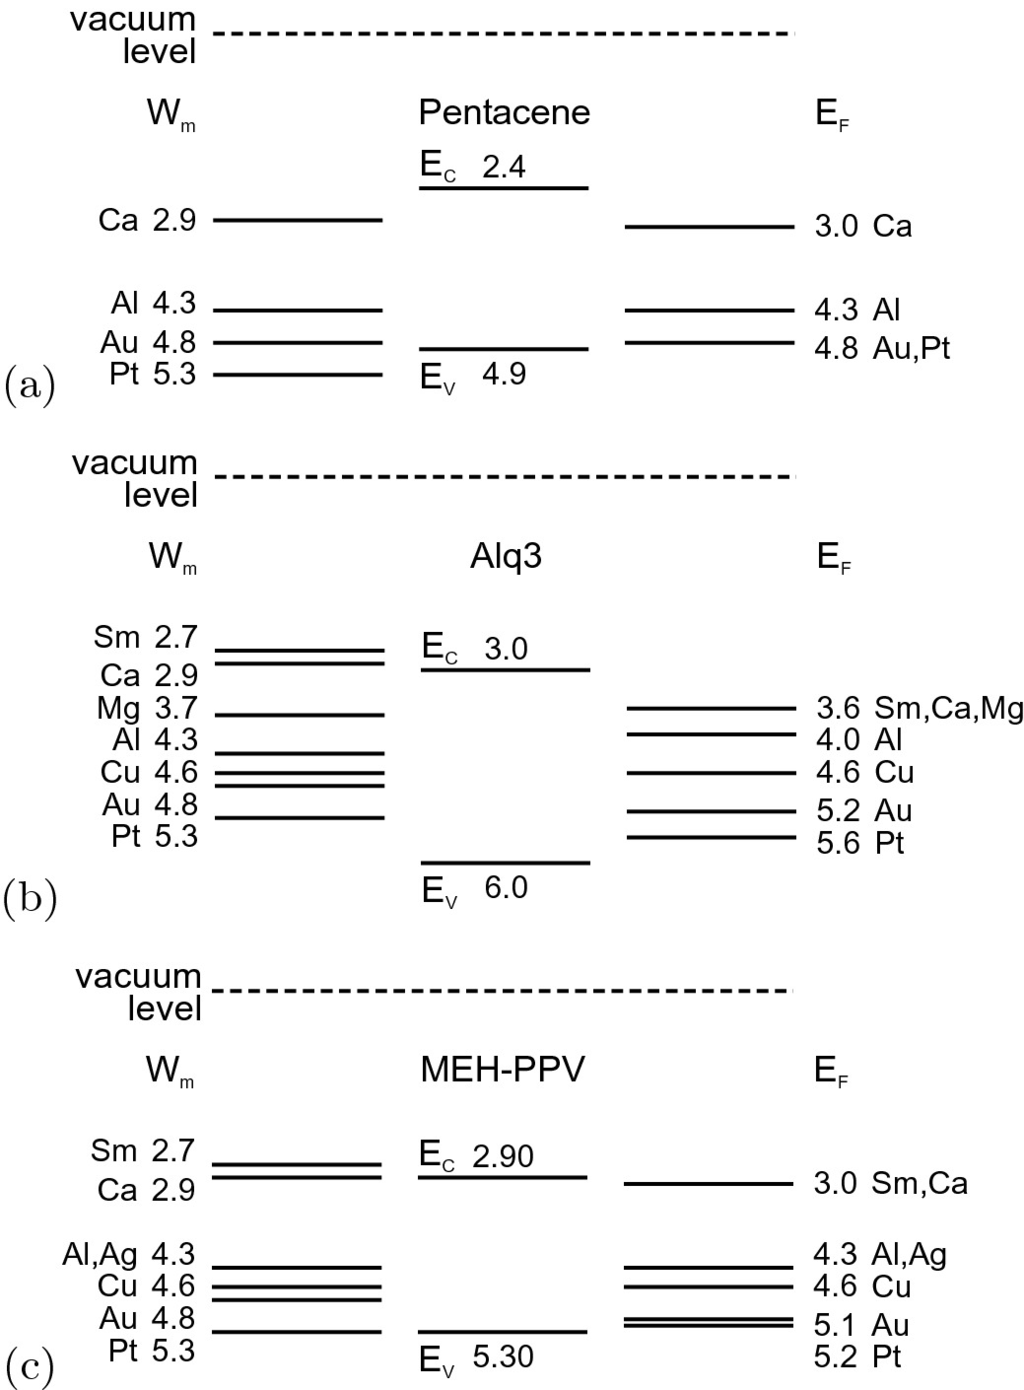 vacuum
level
W_m Pentacene E_F
E_C 2.4
Ca 2.9 3.0 Ca
Al 4.3 4.3 Al
Au 4.8 4.8 Au,Pt
Pt 5.3 E_V 4.9
(a)
vacuum
level
W_m Alq3 E_F
Sm 2.7 E_C 3.0
Ca 2.9
Mg 3.7 3.6 Sm,Ca,Mg
Al 4.3 4.0 Al
Cu 4.6 4.6 Cu
Au 4.8 5.2 Au
Pt 5.3 5.6 Pt
E_V 6.0
(b)
vacuum
level
W_m MEH-PPV E_F
Sm 2.7 E_C 2.90
Ca 2.9 3.0 Sm,Ca
Al,Ag 4.3 4.3 Al,Ag
Cu 4.6 4.6 Cu
Au 4.8 5.1 Au
Pt 5.3 E_V 5.30 5.2 Pt
(c)